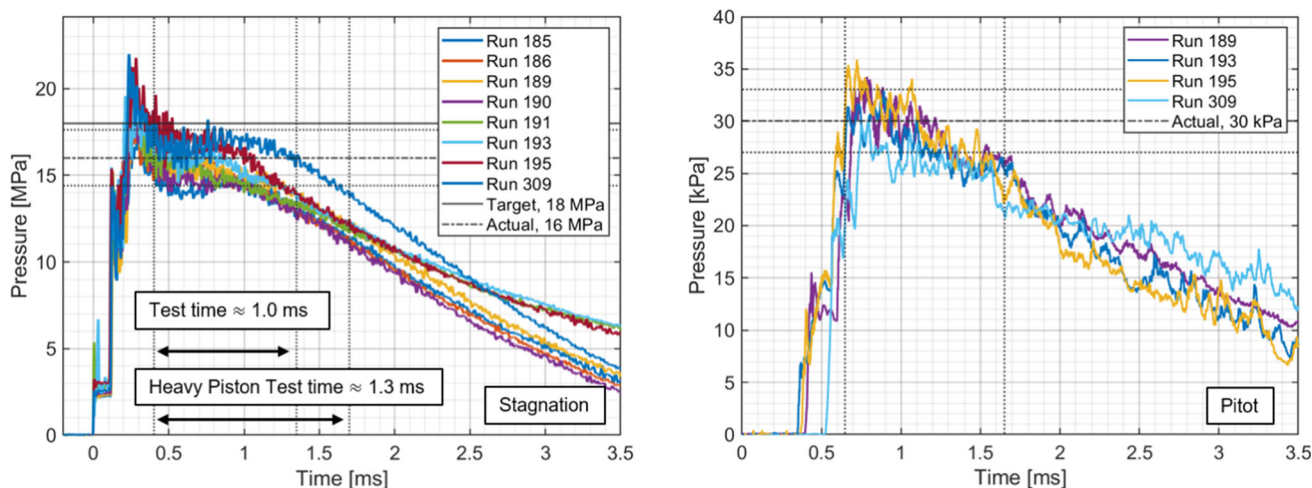 Pressure [MPa]
20
15
10
5
0
0
0.5
1
1.5
2
2.5
3
3.5
Time [ms]
Run 185
Run 186
Run 189
Run 190
Run 191
Run 193
Run 195
Run 309
Target, 18 MPa
Actual, 16 MPa
Test time ≈ 1.0 ms
Heavy Piston Test time ≈ 1.3 ms
Stagnation
Pressure [kPa]
40
35
30
25
20
15
10
5
0
0
0.5
1
1.5
2
2.5
3
3.5
Time [ms]
Run 189
Run 193
Run 195
Run 309
Actual, 30 kPa
Pitot